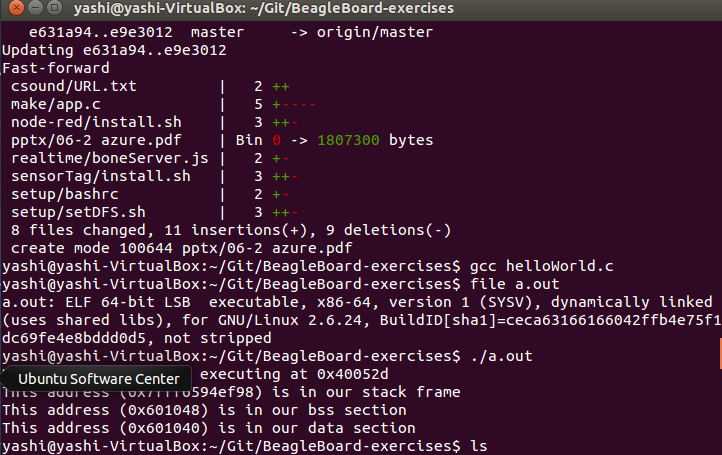 yashi@yashi-VirtualBox: ~/Git/BeagleBoard-exercises
e631a94..e9e3012  master     -> origin/master
Updating e631a94..e9e3012
Fast-forward
 csound/URL.txt         |   2 ++
 make/app.c             |   5 +----
 node-red/install.sh    |   3 ++-
 pptx/06-2 azure.pdf    | Bin 0 -> 1807300 bytes
 realtime/boneServer.js |   2 +-
 sensorTag/install.sh   |   3 ++-
 setup/bashrc           |   2 +-
 setup/setDFS.sh        |   3 ++-
 8 files changed, 11 insertions(+), 9 deletions(-)
 create mode 100644 pptx/06-2 azure.pdf
yashi@yashi-VirtualBox:~/Git/BeagleBoard-exercises$ gcc helloWorld.c
yashi@yashi-VirtualBox:~/Git/BeagleBoard-exercises$ file a.out
a.out: ELF 64-bit LSB  executable, x86-64, version 1 (SYSV), dynamically linked
(uses shared libs), for GNU/Linux 2.6.24, BuildID[sha1]=ceca63166166042ffb4e75f1
dc69fe4e8bddd0d5, not stripped
yashi@yashi-VirtualBox:~/Git/BeagleBoard-exercises$ ./a.out
executing at 0x40052d
Ubuntu Software Center
is in our stack frame
This address (0x601048) is in our bss section
This address (0x601040) is in our data section
yashi@yashi-VirtualBox:~/Git/BeagleBoard-exercises$ ls